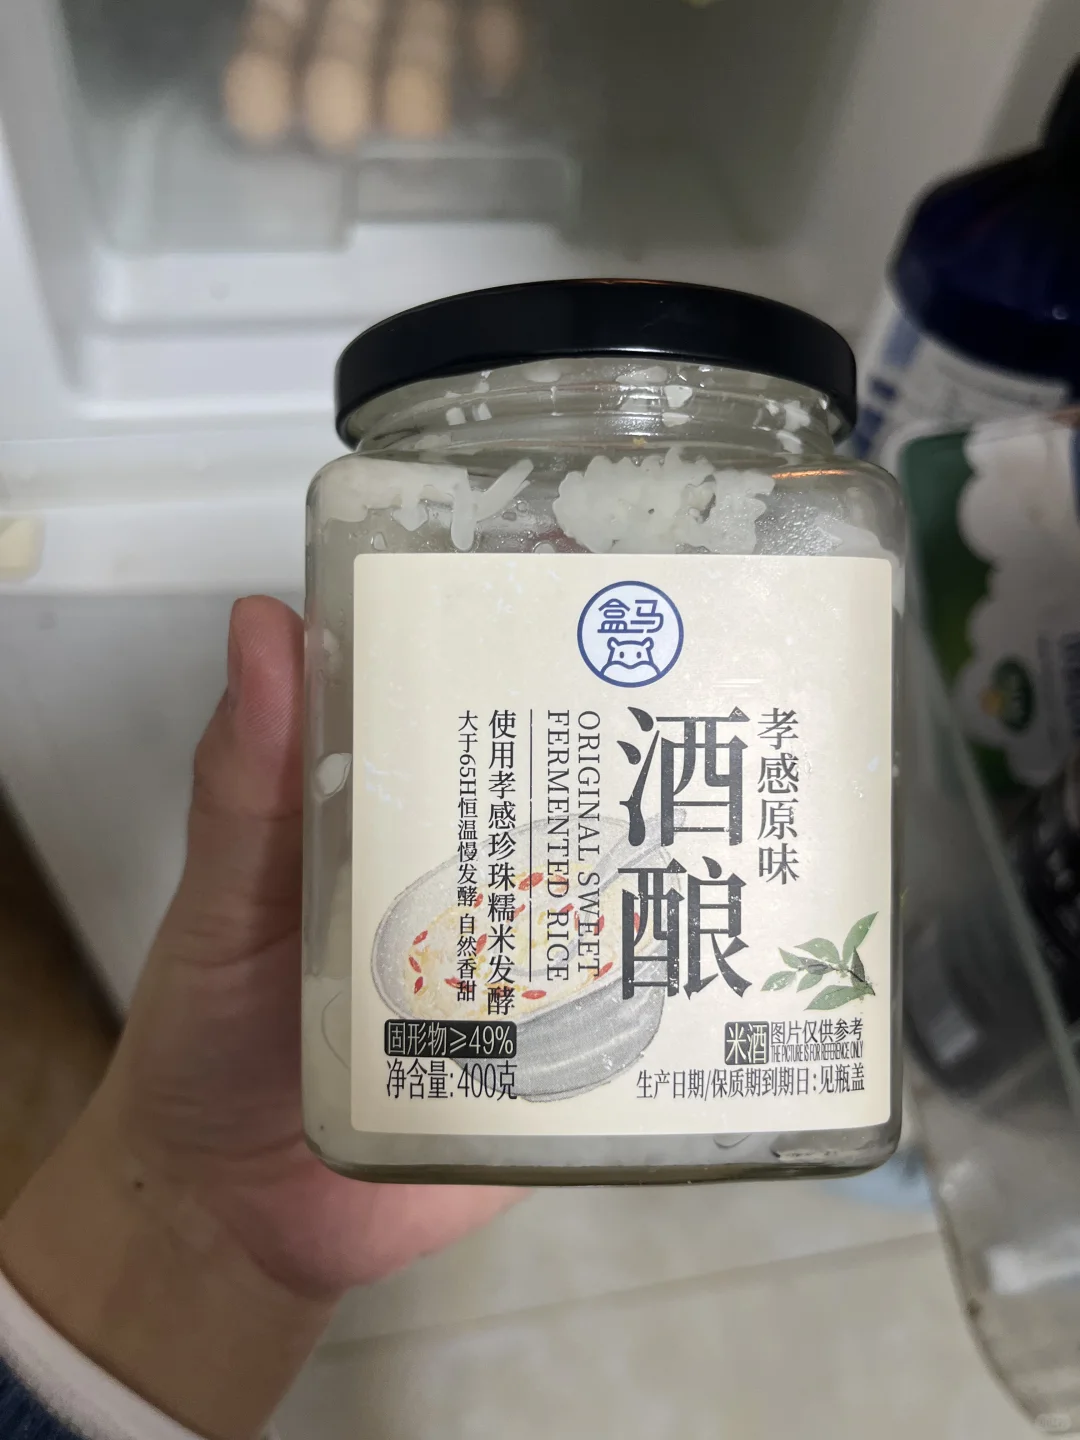 盒马
孝感原味
酒酿
ORIGINAL SWEET
FERMENTED RICE
使用孝感珍珠糯米发酵
大于65H恒温慢发酵 自然香甜
固形物≥49%
净含量:400克
米酒
图片仅供参考
THE PICTURE IS FOR REFERENCE ONLY
生产日期/保质期到期日:见瓶盖